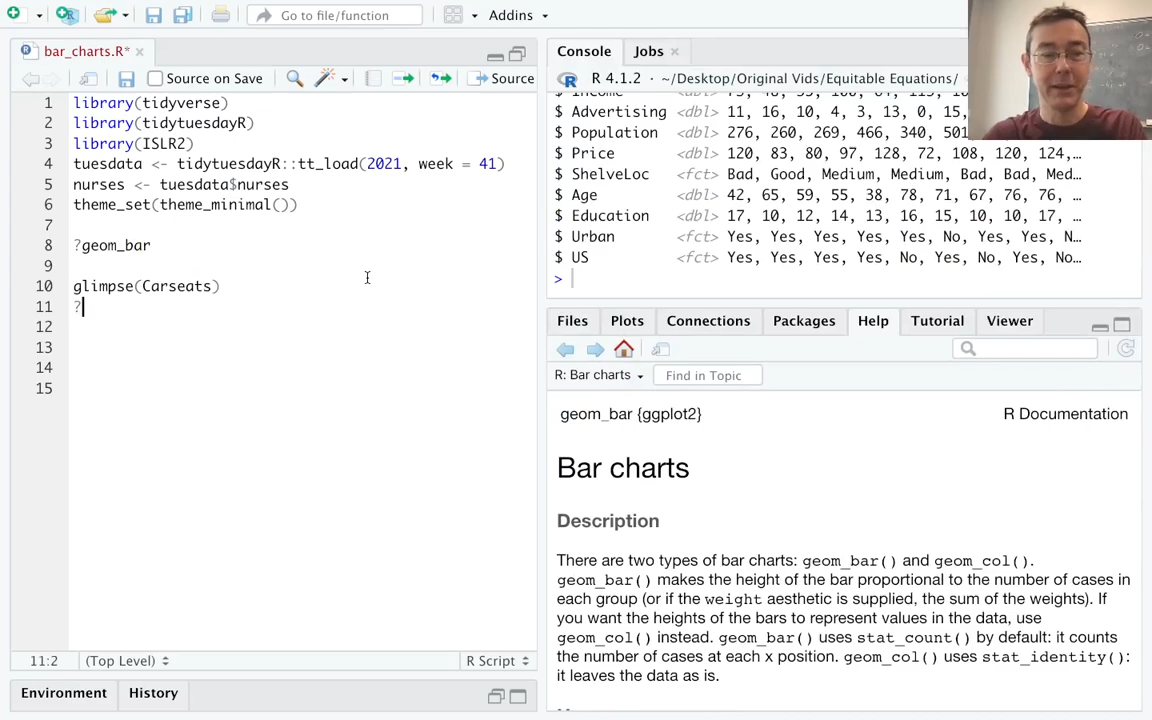 Go to file/function
Addins
bar_charts.R*
Source on Save
Source
1 library(tidyverse)
2 library(tidytuesdayR)
3 library(ISLR2)
4 tuesdata <- tidytuesdayR::tt_load(2021, week = 41)
5 nurses <- tuesdata$nurses
6 theme_set(theme_minimal())
7
8 ?geom_bar
9
10 glimpse(Carseats)
11 ?
12
13
14
15
11:2 (Top Level) R Script
Environment History
Console Jobs
R 4.1.2 · ~/Desktop/Original Vids/Equitable Equations/
$ Advertising <dbl> 11, 16, 10, 4, 3, 13, 0, 15,
$ Population <dbl> 276, 260, 269, 466, 340, 501
$ Price <dbl> 120, 83, 80, 97, 128, 72, 108, 120, 124,…
$ ShelveLoc <fct> Bad, Good, Medium, Medium, Bad, Bad, Med…
$ Age <dbl> 42, 65, 59, 55, 38, 78, 71, 67, 76, 76, …
$ Education <dbl> 17, 10, 12, 14, 13, 16, 15, 10, 10, 17, …
$ Urban <fct> Yes, Yes, Yes, Yes, Yes, No, Yes, Yes, N…
$ US <fct> Yes, Yes, Yes, Yes, No, Yes, No, Yes, No…
>
Files Plots Connections Packages Help Tutorial Viewer
R: Bar charts Find in Topic
geom_bar {ggplot2} R Documentation
Bar charts
Description
There are two types of bar charts: geom_bar() and geom_col().
geom_bar() makes the height of the bar proportional to the number of cases in
each group (or if the weight aesthetic is supplied, the sum of the weights). If
you want the heights of the bars to represent values in the data, use
geom_col() instead. geom_bar() uses stat_count() by default: it counts
the number of cases at each x position. geom_col() uses stat_identity():
it leaves the data as is.